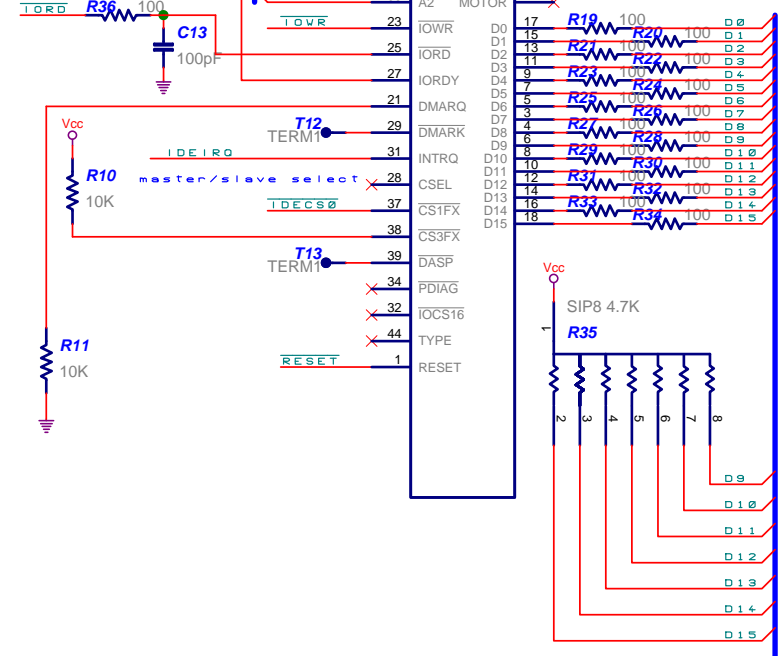 IORD R36 100 A2 MOTOR
IOWR 23 IOWR D0 17 R19 100 D0
C13 D1 15 R20 100 D1
100pF 25 IORD D2 13 R21 100 D2
D3 11 R22 100 D3
27 IORDY D4 9 R23 100 D4
D5 7 R24 100 D5
21 DMARQ D6 5 R25 100 D6
Vcc D7 3 R26 100 D7
T12 TERM1 29 DMARK D8 4 R27 100 D8
D9 6 R28 100 D9
IDEIRQ 31 INTRQ D10 8 R29 100 D10
D11 10 R30 100 D11
R10 10K master/slave select 28 CSEL D12 12 R31 100 D12
D13 14 R32 100 D13
IDECS0 37 CS1FX D14 16 R33 100 D14
D15 18 R34 100 D15
38 CS3FX
T13 TERM1 39 DASP
Vcc
34 PDIAG
SIP8 4.7K
32 IOCS16
1 R35
44 TYPE
R11 10K
RESET 1 RESET
2 3 4 5 6 7 8
D9
D10
D11
D12
D13
D14
D15